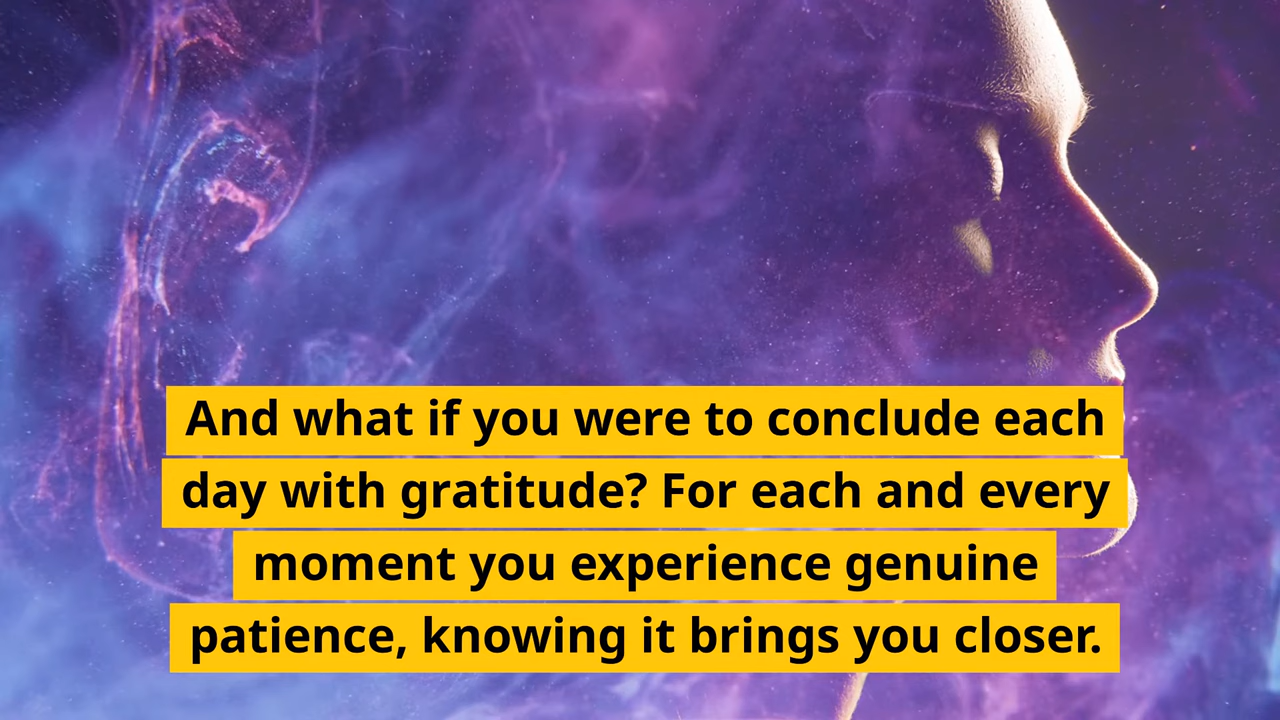 And what if you were to conclude each
day with gratitude? For each and every
moment you experience genuine
patience, knowing it brings you closer.